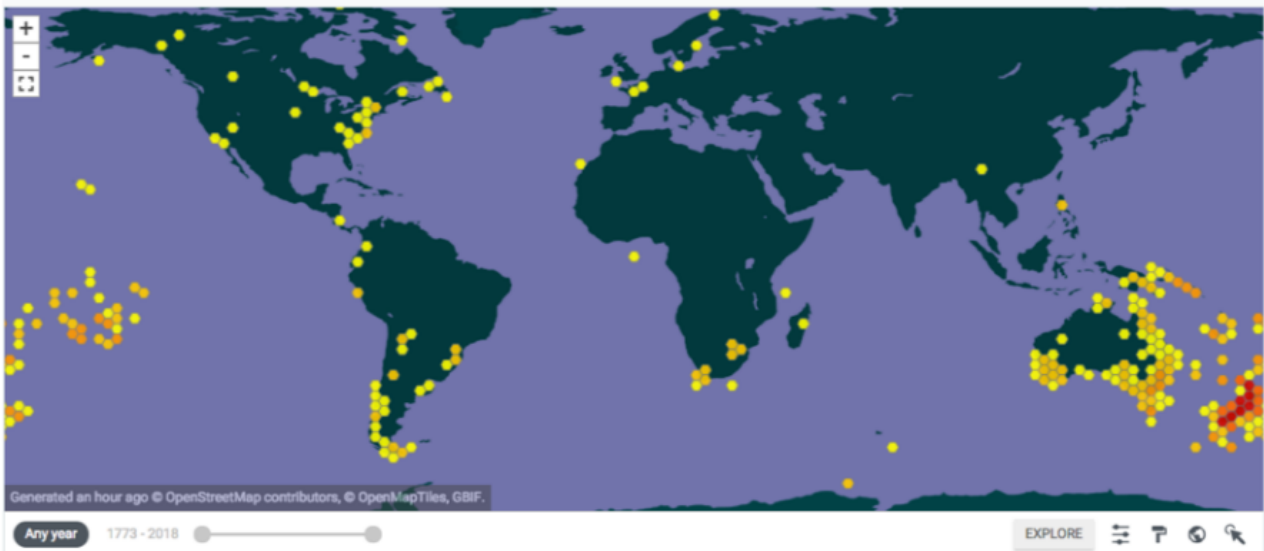 +
-
Generated an hour ago © OpenStreetMap contributors, © OpenMapTiles, GBIF.
Any year 1773 - 2018 EXPLORE